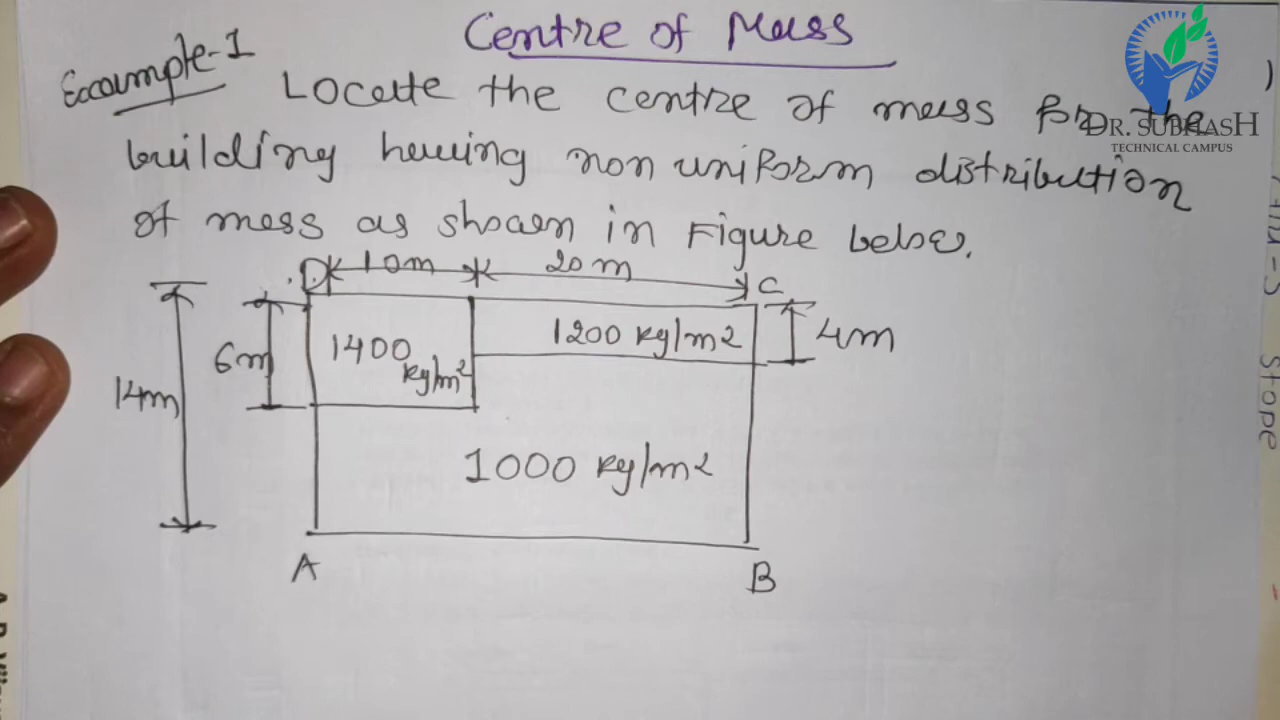 Centre of Mass
Example-1 Locate the centre of mass for the
building having non uniform distribution
of mass as shown in Figure below.
DR. SUBHASH
TECHNICAL CAMPUS
D 10m 20m C
1400 kg/m²
1200 kg/m2
4m
6m
14m
1000 kg/m2
A B
Stope